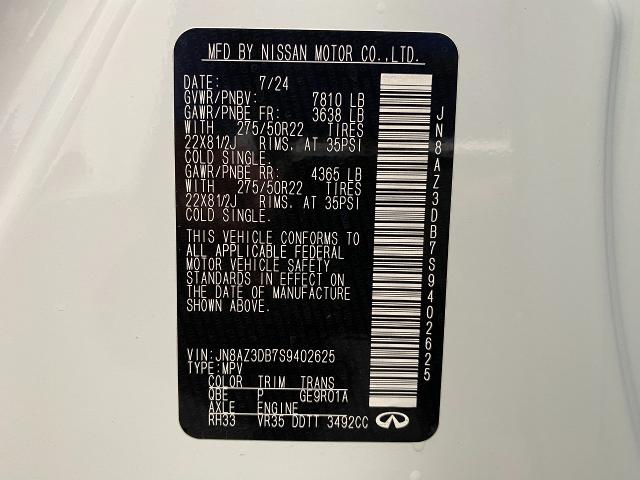 MFD BY NISSAN MOTOR CO.,LTD.
DATE: 7/24
GVWR/PNBV: 7810 LB
GAWR/PNBE FR: 3638 LB
WITH 275/50R22 TIRES
22X81/2J RIMS. AT 35PSI
COLD SINGLE.
GAWR/PNBE RR: 4365 LB
WITH 275/50R22 TIRES
22X81/2J RIMS. AT 35PSI
COLD SINGLE.
THIS VEHICLE CONFORMS TO
ALL APPLICABLE FEDERAL
MOTOR VEHICLE SAFETY
STANDARDS IN EFFECT ON
THE DATE OF MANUFACTURE
SHOWN ABOVE.
VIN: JN8AZ3DB7S9402625
TYPE: MPV
COLOR TRIM TRANS
QBE P GE9R01A
AXLE ENGINE
RH33 VR35 DDTT 3492CC
JN8AZ3DB7S9402625